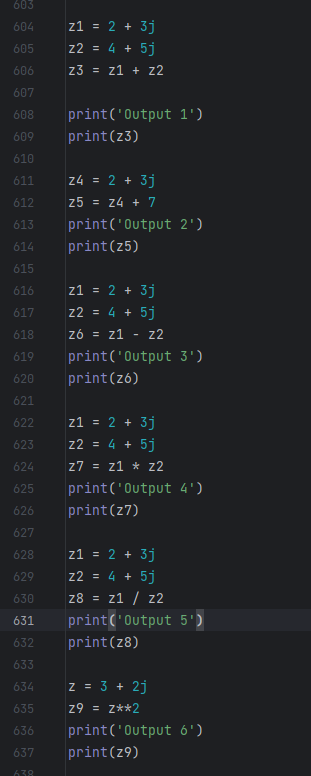 603
604 z1 = 2 + 3j
605 z2 = 4 + 5j
606 z3 = z1 + z2
607
608 print('Output 1')
609 print(z3)
610
611 z4 = 2 + 3j
612 z5 = z4 + 7
613 print('Output 2')
614 print(z5)
615
616 z1 = 2 + 3j
617 z2 = 4 + 5j
618 z6 = z1 - z2
619 print('Output 3')
620 print(z6)
621
622 z1 = 2 + 3j
623 z2 = 4 + 5j
624 z7 = z1 * z2
625 print('Output 4')
626 print(z7)
627
628 z1 = 2 + 3j
629 z2 = 4 + 5j
630 z8 = z1 / z2
631 print('Output 5')
632 print(z8)
633
634 z = 3 + 2j
635 z9 = z**2
636 print('Output 6')
637 print(z9)
638